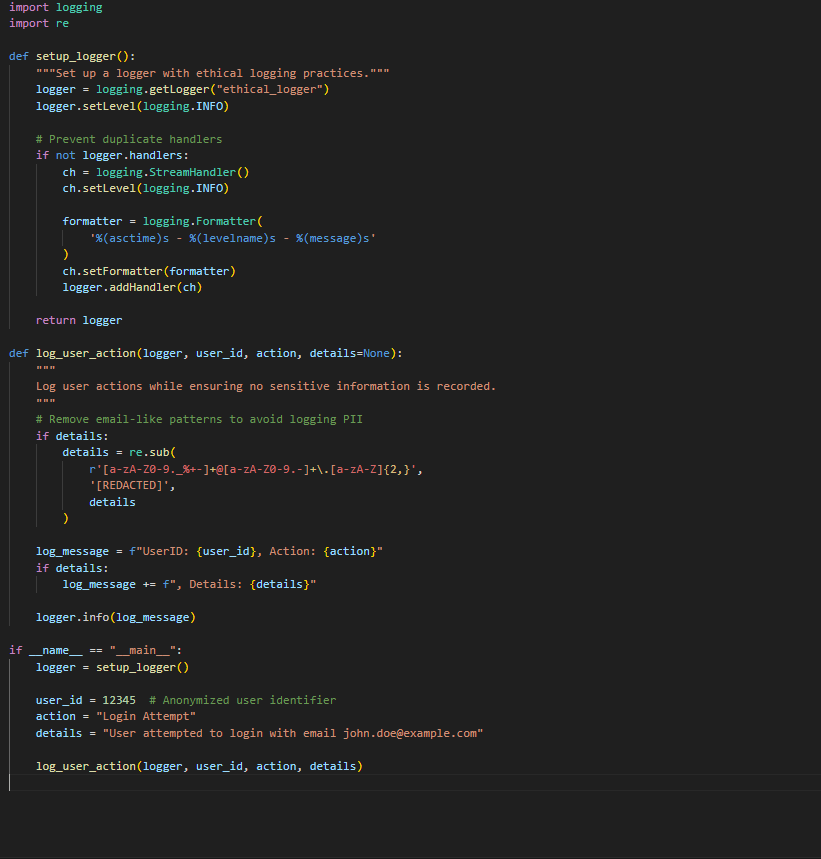 import logging
import re

def setup_logger():
    """Set up a logger with ethical logging practices."""
    logger = logging.getLogger("ethical_logger")
    logger.setLevel(logging.INFO)

    # Prevent duplicate handlers
    if not logger.handlers:
        ch = logging.StreamHandler()
        ch.setLevel(logging.INFO)

        formatter = logging.Formatter(
            '%(asctime)s - %(levelname)s - %(message)s'
        )
        ch.setFormatter(formatter)
        logger.addHandler(ch)

    return logger

def log_user_action(logger, user_id, action, details=None):
    """
    Log user actions while ensuring no sensitive information is recorded.
    """
    # Remove email-like patterns to avoid logging PII
    if details:
        details = re.sub(
            r'[a-zA-Z0-9._%+-]+@[a-zA-Z0-9.-]+\.[a-zA-Z]{2,}',
            '[REDACTED]',
            details
        )

    log_message = f"UserID: {user_id}, Action: {action}"
    if details:
        log_message += f", Details: {details}"

    logger.info(log_message)

if __name__ == "__main__":
    logger = setup_logger()

    user_id = 12345  # Anonymized user identifier
    action = "Login Attempt"
    details = "User attempted to login with email john.doe@example.com"

    log_user_action(logger, user_id, action, details)